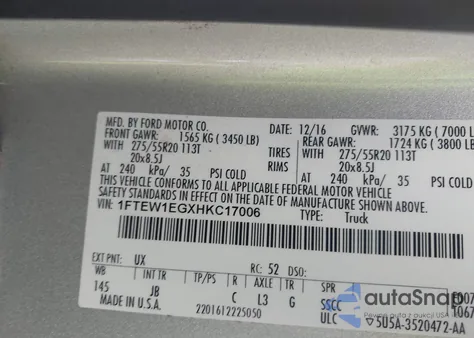 MFD. BY FORD MOTOR CO.
DATE: 12/16 GVWR: 3175 KG ( 7000 L
FRONT GAWR: 1565 KG ( 3450 LB) REAR GAWR: 1724 KG ( 3800 LB
WITH 275/55R20 113T TIRES WITH 275/55R20 113T
20x8.5J RIMS 20x8.5J
AT 240 kPa/ 35 PSI COLD AT 240 kPa/ 35 PSI COLD
THIS VEHICLE CONFORMS TO ALL APPLICABLE FEDERAL MOTOR VEHICLE
SAFETY STANDARDS IN EFFECT ON THE DATE OF MANUFACTURE SHOWN ABOVE.
VIN: 1FTEW1EGXHKC17006 TYPE: Truck
EXT PNT: UX RC: 52 DSO:
WB INT TR TP/PS R AXLE TR SPR
145 JB C L3 G SSCC
MADE IN U.S.A. 2201612225050 ULC 5U5A-3520472-AA
autoSnap